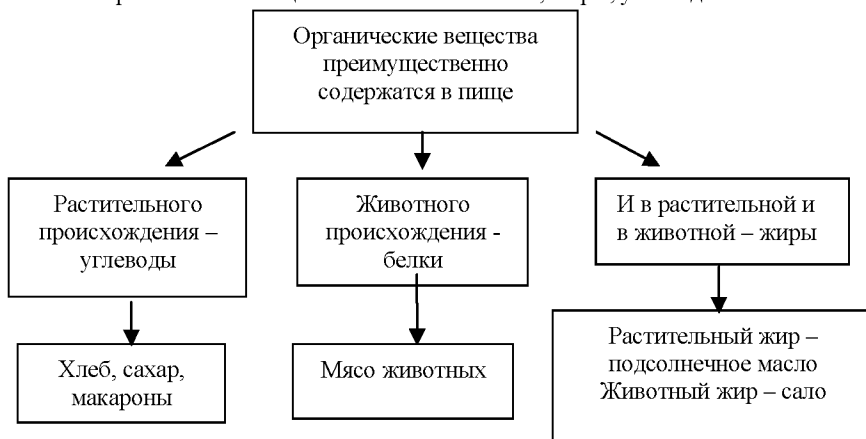 Органические вещества
преимущественно
содержатся в пище
Растительного
происхождения –
углеводы
Животного
происхождения -
белки
И в растительной и
в животной – жиры
Хлеб, сахар,
макароны
Мясо животных
Растительный жир –
подсолнечное масло
Животный жир – сало